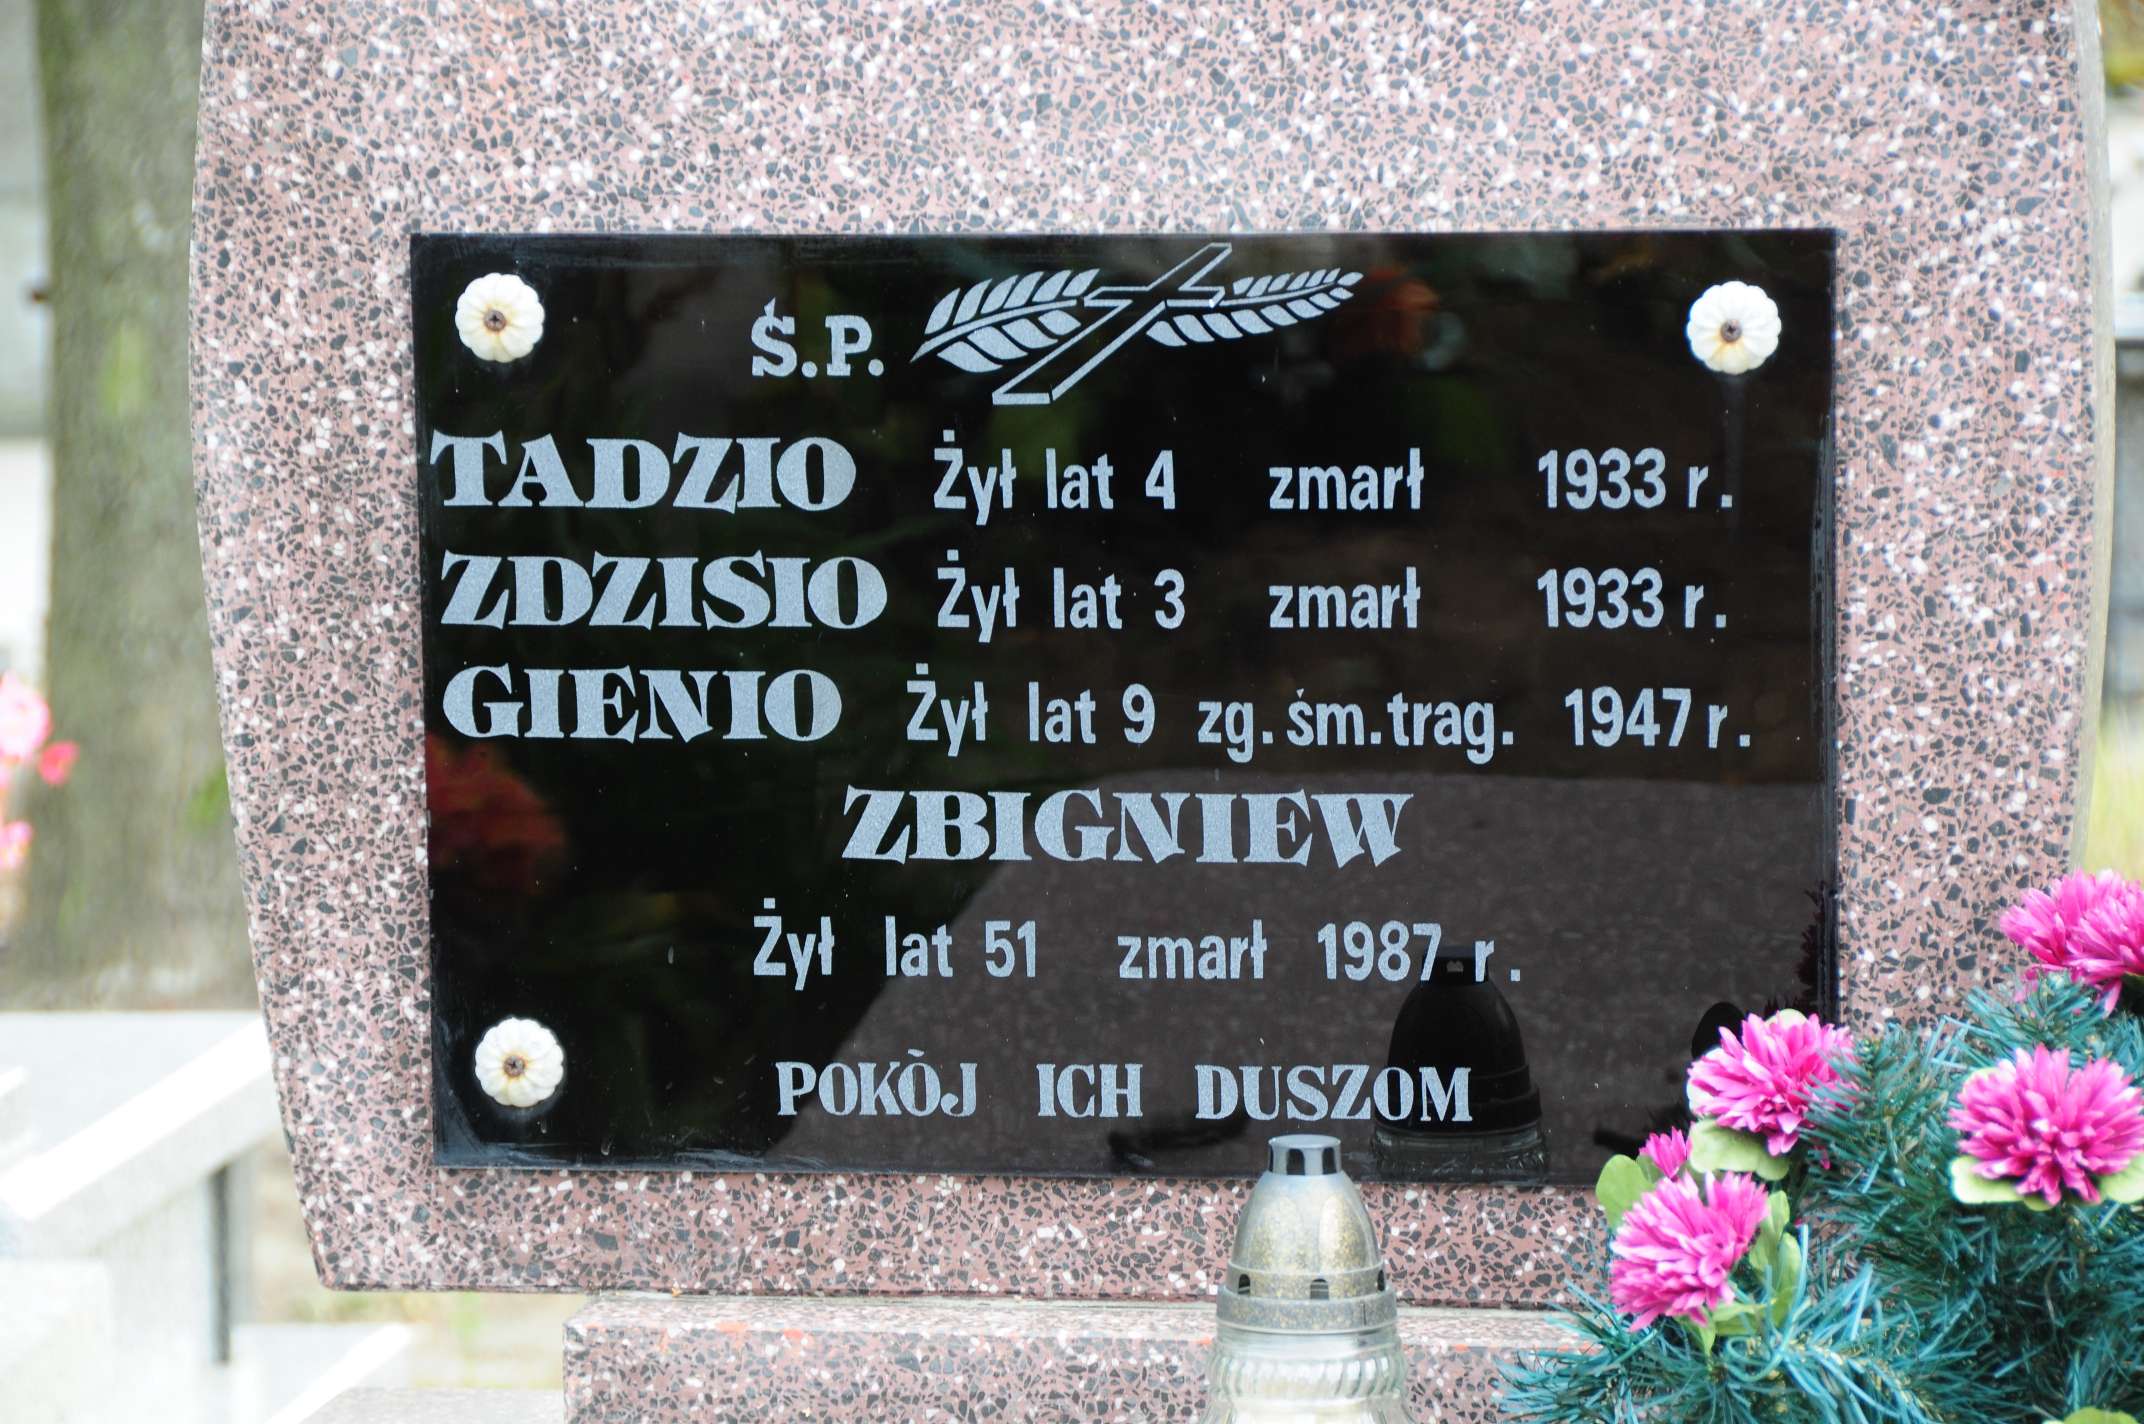 Ś.P.
TADZIO Żył lat 4 zmarł 1933 r.
ZDZISIO Żył lat 3 zmarł 1933 r.
GIENIO Żył lat 9 zg.śm.trag. 1947 r.
ZBIGNIEW
Żył lat 51 zmarł 1987 r.
POKÒJ ICH DUSZOM